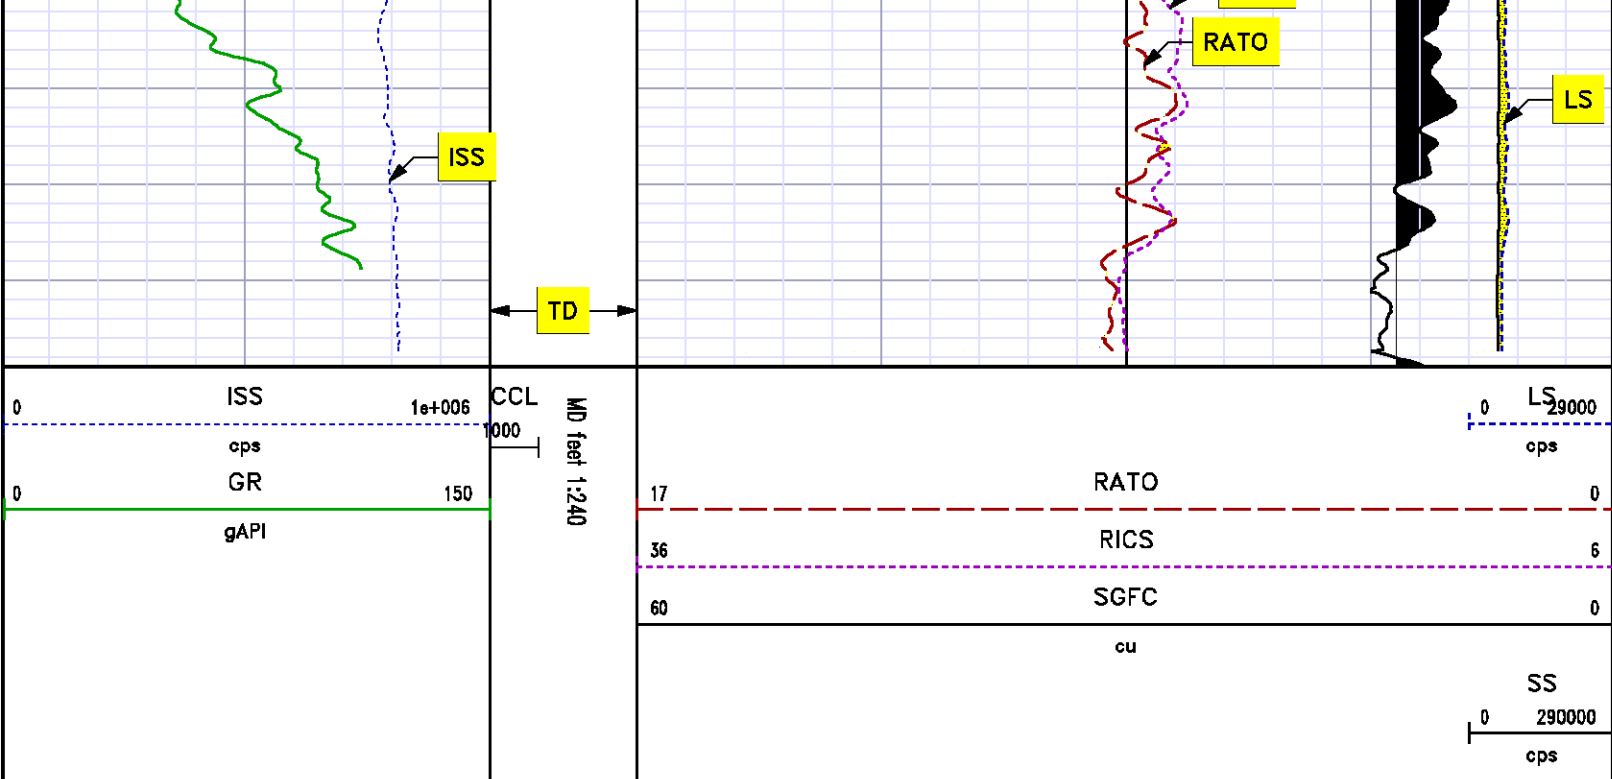 RATO
LS
ISS
TD
ISS
0 1e+006
cps
GR
0 150
gAPI
CCL
1000
MD feet 1:240
LS
0 29000
cps
RATO
17 0
RICS
36 6
SGFC
60 0
cu
SS
0 290000
cps